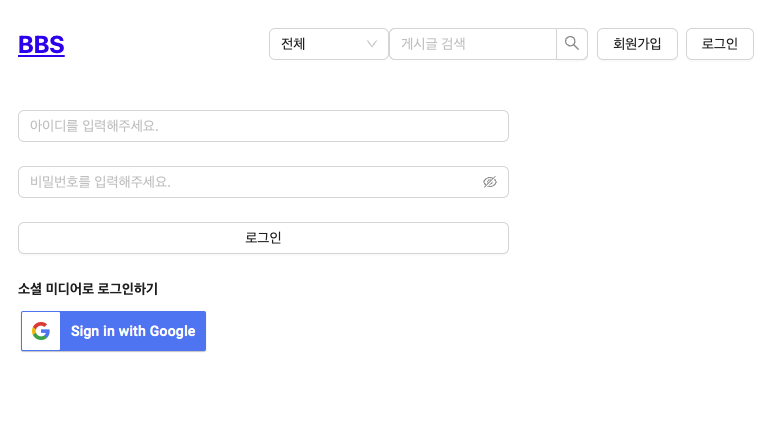 BBS
전체
게시글 검색
회원가입
로그인
아이디를 입력해주세요.
비밀번호를 입력해주세요.
로그인
소셜 미디어로 로그인하기
Sign in with Google